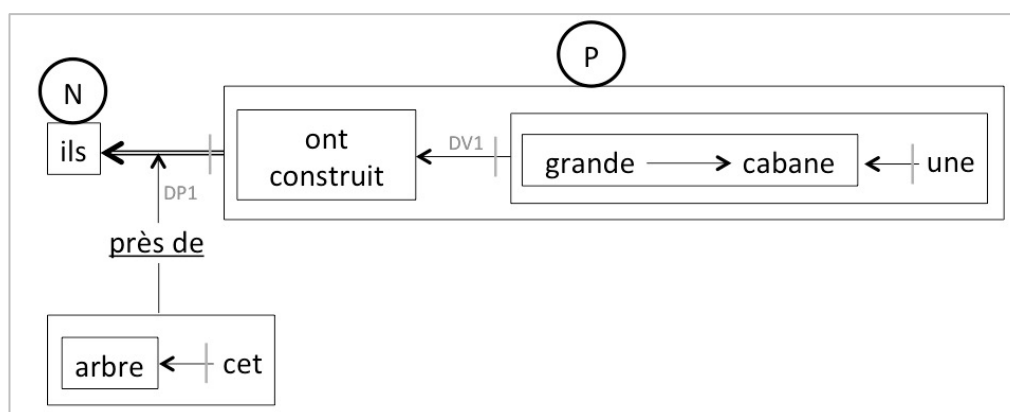 P
N
ils
ont
construit
DV1
grande
cabane
une
DP1
près de
arbre
cet